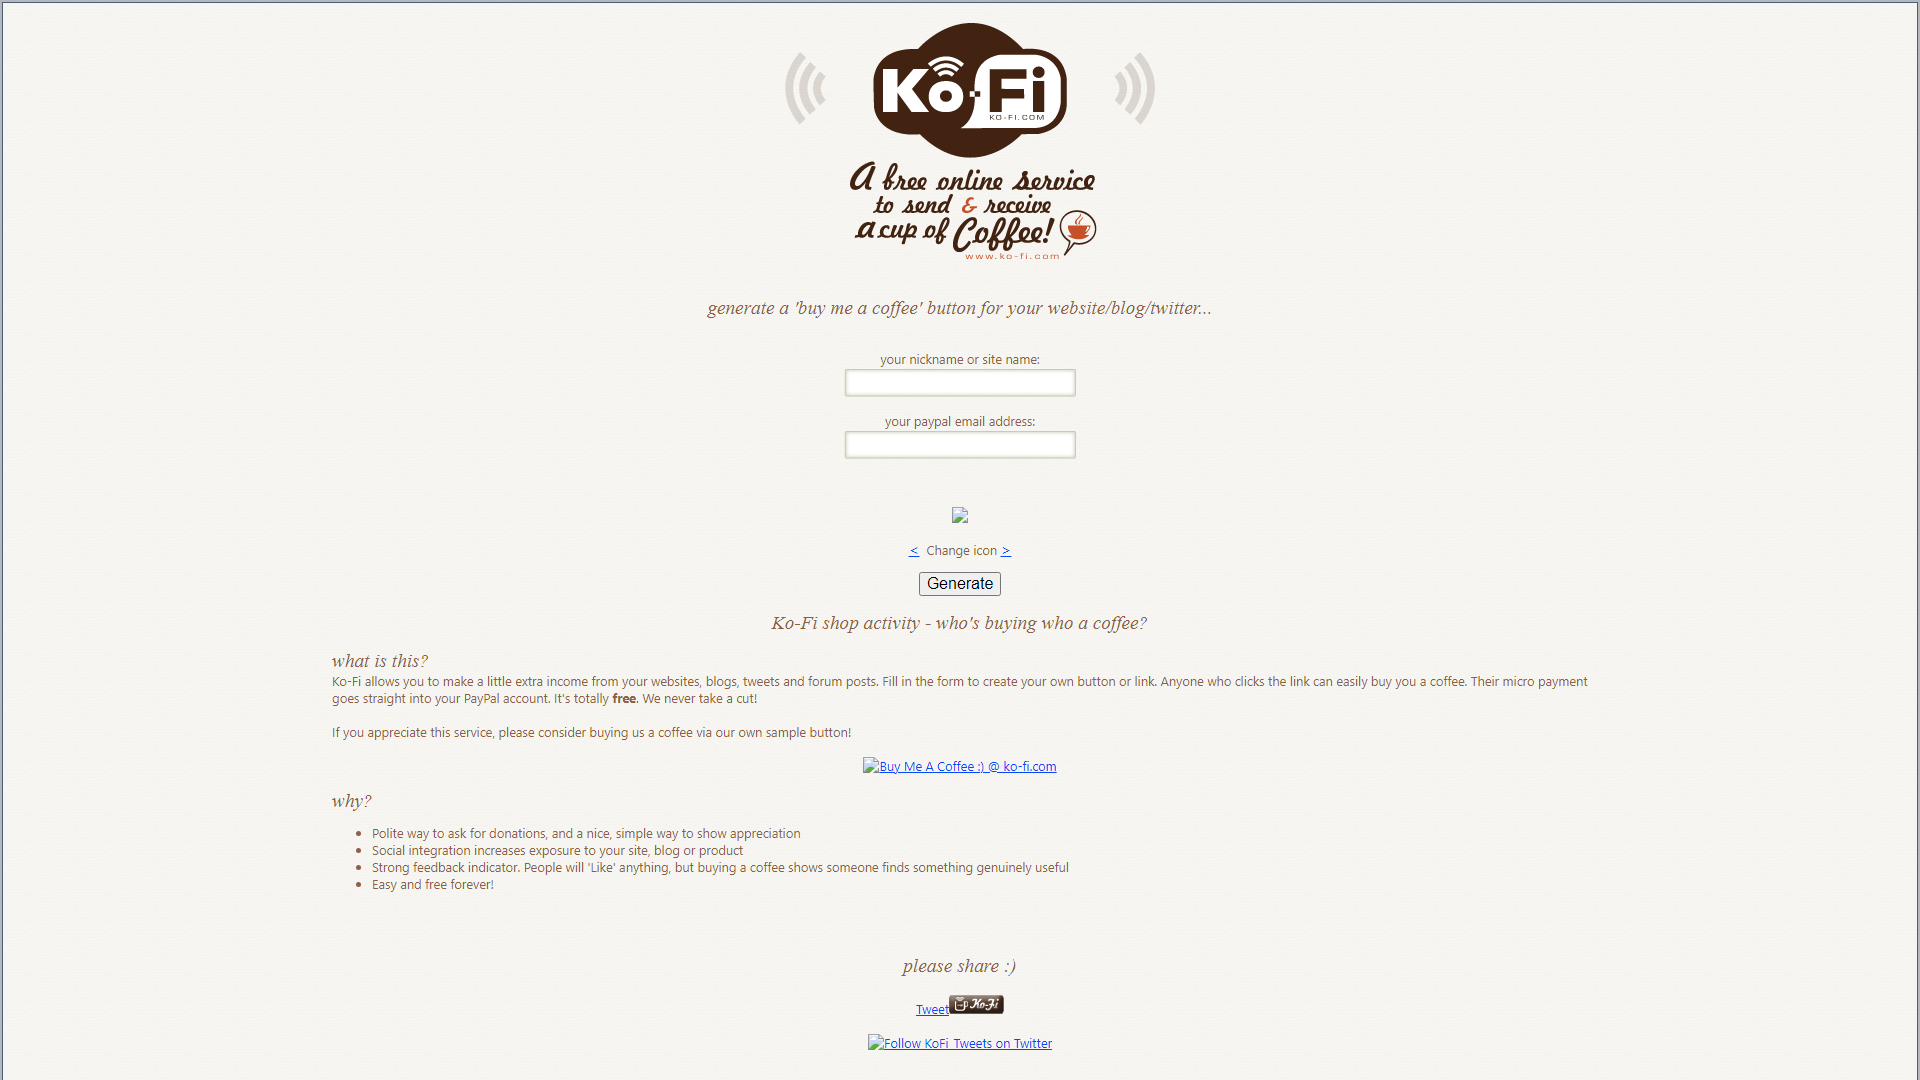 Ko-Fi
KO-FI.COM
A free online service
to send & receive
a cup of Coffee!
www.ko-fi.com
generate a 'buy me a coffee' button for your website/blog/twitter...
your nickname or site name:
your paypal email address:
< Change icon >
Generate
Ko-Fi shop activity - who's buying who a coffee?
what is this?
Ko-Fi allows you to make a little extra income from your websites, blogs, tweets and forum posts. Fill in the form to create your own button or link. Anyone who clicks the link can easily buy you a coffee. Their micro payment
goes straight into your PayPal account. It's totally free. We never take a cut!
If you appreciate this service, please consider buying us a coffee via our own sample button!
Buy Me A Coffee :) @ ko-fi.com
why?
Polite way to ask for donations, and a nice, simple way to show appreciation
Social integration increases exposure to your site, blog or product
Strong feedback indicator. People will 'Like' anything, but buying a coffee shows someone finds something genuinely useful
Easy and free forever!
please share :)
Tweet Ko-Fi
Follow KoFi_Tweets on Twitter